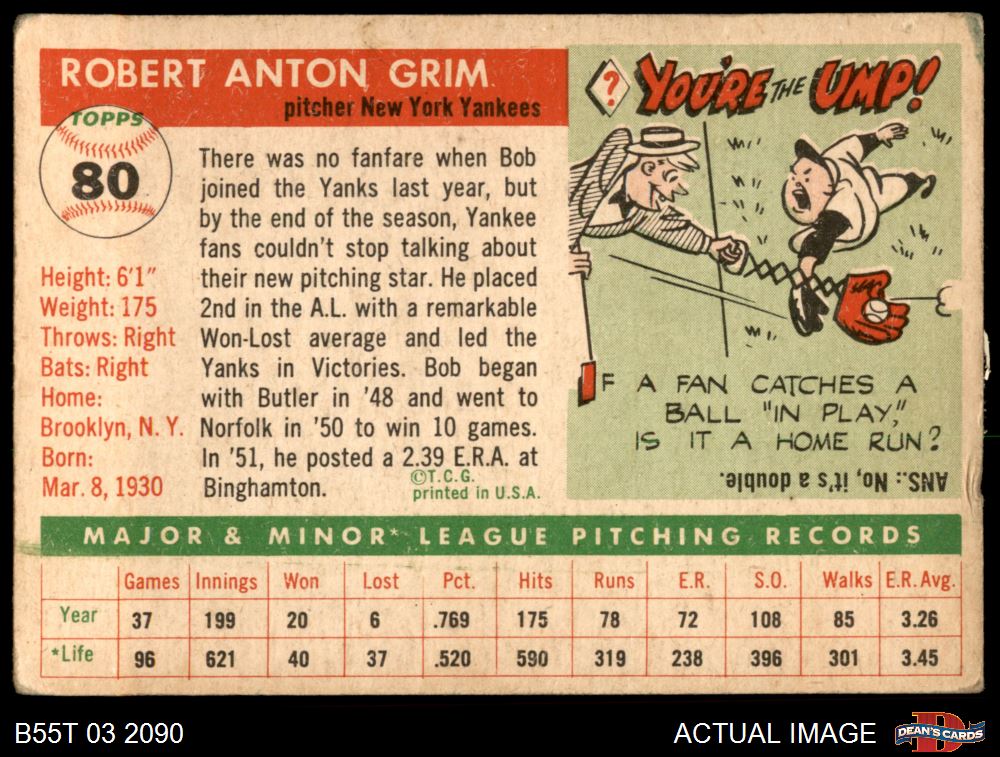 ROBERT ANTON GRIM
pitcher New York Yankees
TOPPS
80
Height: 6'1"
Weight: 175
Throws: Right
Bats: Right
Home:
Brooklyn, N. Y.
Born:
Mar. 8, 1930
There was no fanfare when Bob
joined the Yanks last year, but
by the end of the season, Yankee
fans couldn't stop talking about
their new pitching star. He placed
2nd in the A.L. with a remarkable
Won-Lost average and led the
Yanks in Victories. Bob began
with Butler in '48 and went to
Norfolk in '50 to win 10 games.
In '51, he posted a 2.39 E.R.A. at
Binghamton.
©T.C.G.
printed in U.S.A.
? YOU'RE THE UMP!
IF A FAN CATCHES A
BALL "IN PLAY,"
IS IT A HOME RUN?
ANS.: No, it's a double.
MAJOR & MINOR* LEAGUE PITCHING RECORDS
Games Innings Won Lost Pct. Hits Runs E.R. S.O. Walks E.R. Avg.
Year 37 199 20 6 .769 175 78 72 108 85 3.26
*Life 96 621 40 37 .520 590 319 238 396 301 3.45
B55T 03 2090
ACTUAL IMAGE
D
DEAN'S CARDS